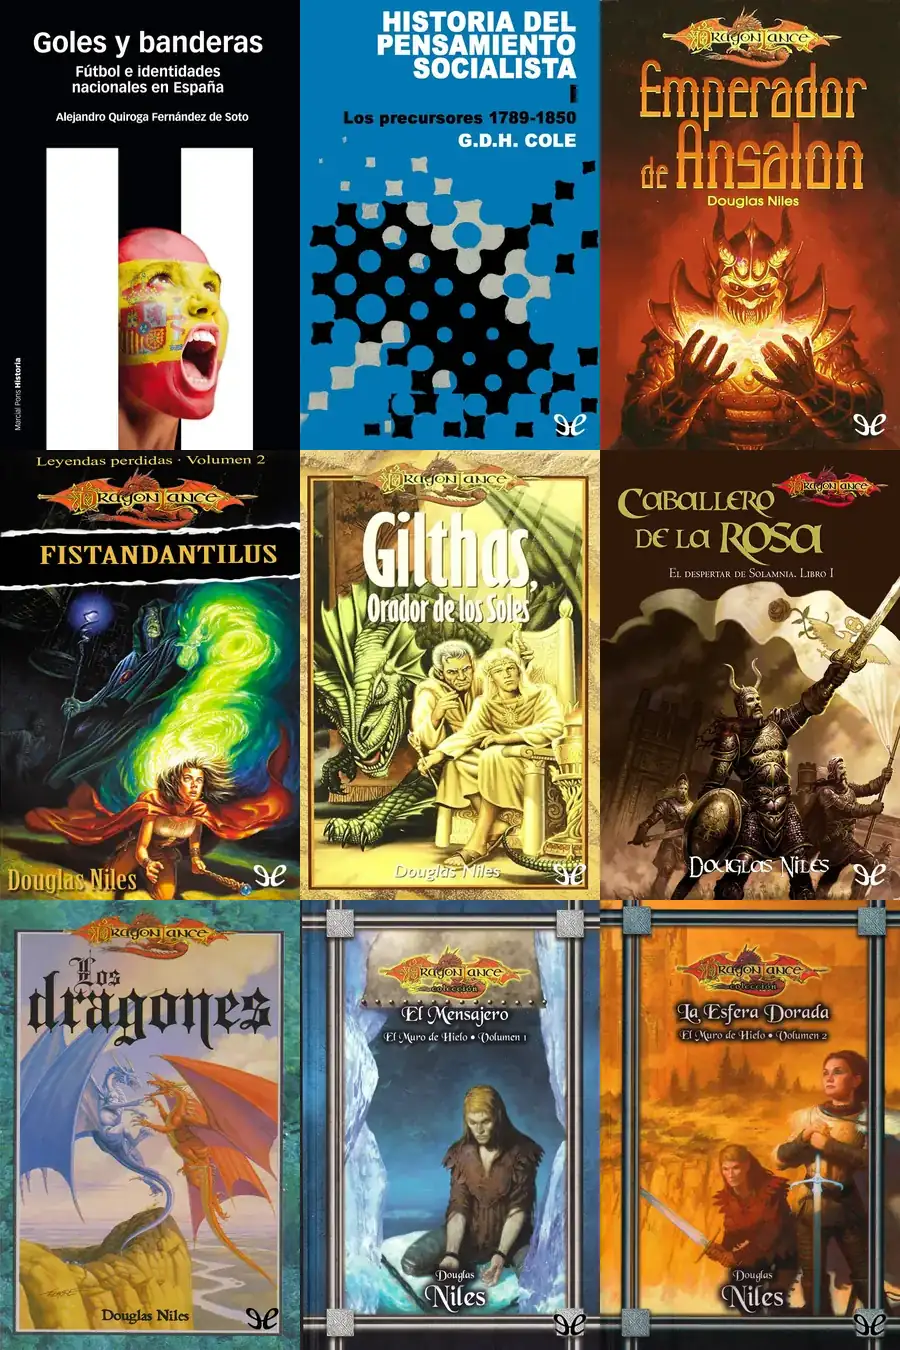 Goles y banderas
Fútbol e identidades
nacionales en España
Alejandro Quiroga Fernández de Soto
Marcial Pons Historia
HISTORIA DEL
PENSAMIENTO
SOCIALISTA
I
Los precursores 1789-1850
G.D.H. COLE
DRAGONLANCE
Emperador
de Ansalon
Douglas Niles
Leyendas perdidas · Volumen 2
DRAGONLANCE
FISTANDANTILUS
Douglas Niles
DRAGONLANCE
Gilthas,
Orador de los Soles
Douglas Niles
DRAGONLANCE
CABALLERO
DE LA ROSA
EL DESPERTAR DE SOLAMNIA. LIBRO I
DOUGLAS NILES
DRAGONLANCE
Los
dragones
Douglas Niles
DRAGONLANCE
colección
El Mensajero
El Muro de Hielo • Volumen 1
Douglas
Niles
DRAGONLANCE
colección
La Esfera Dorada
El Muro de Hielo • Volumen 2
Douglas
Niles